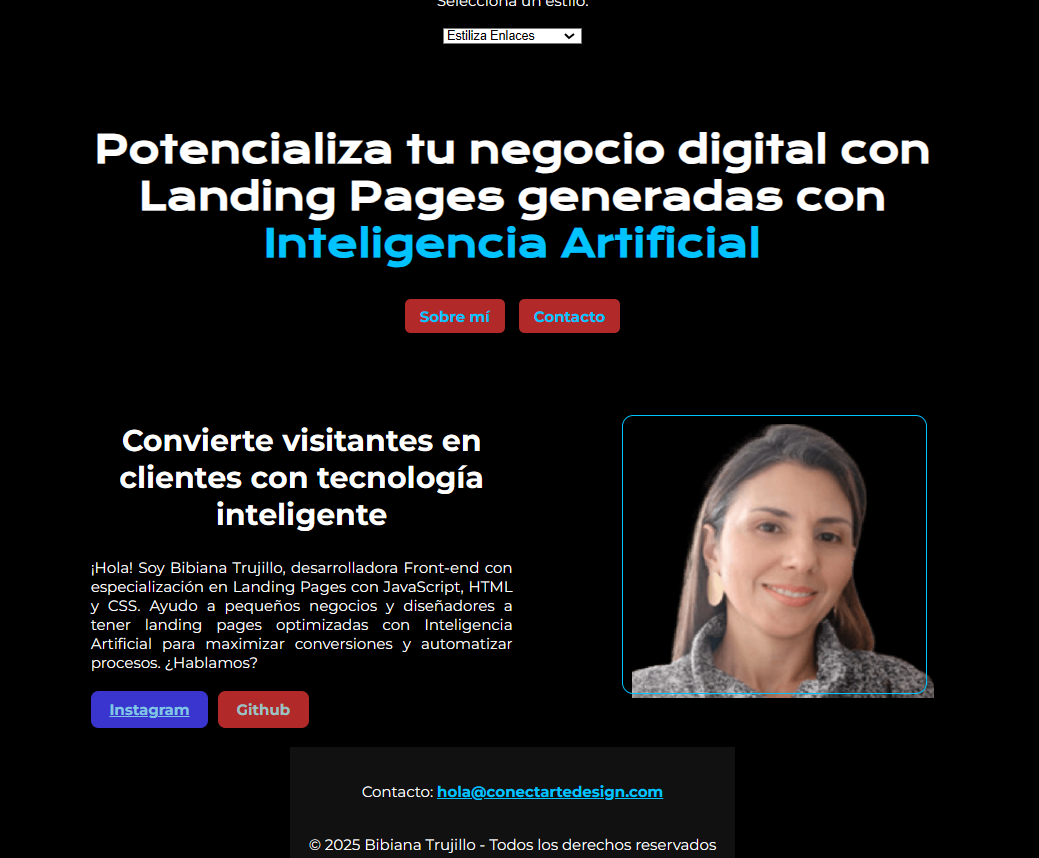 Selecciona un estilo:
Estiliza Enlaces
Potencializa tu negocio digital con
Landing Pages generadas con
Inteligencia Artificial
Sobre mí
Contacto
Convierte visitantes en
clientes con tecnología
inteligente
¡Hola! Soy Bibiana Trujillo, desarrolladora Front-end con
especialización en Landing Pages con JavaScript, HTML
y CSS. Ayudo a pequeños negocios y diseñadores a
tener landing pages optimizadas con Inteligencia
Artificial para maximizar conversiones y automatizar
procesos. ¿Hablamos?
Instagram
Github
Contacto: hola@conectartedesign.com
© 2025 Bibiana Trujillo - Todos los derechos reservados